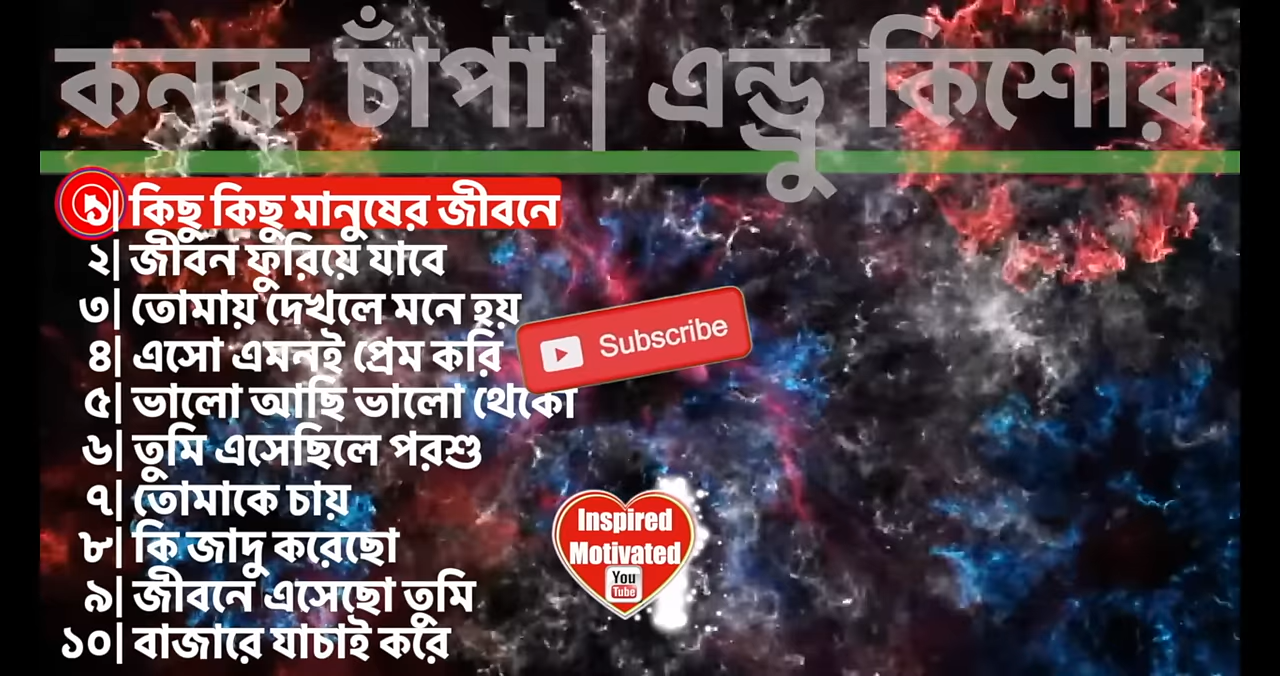 কনক চাঁপা | এন্ড্রু কিশোর
১| কিছু কিছু মানুষের জীবনে
২| জীবন ফুরিয়ে যাবে
৩| তোমায় দেখলে মনে হয়
৪| এসো এমনই প্রেম করি
Subscribe
৫| ভালো আছি ভালো থেকো
৬| তুমি এসেছিলে পরশু
৭| তোমাকে চায়
৮| কি জাদু করেছো
৯| জীবনে এসেছো তুমি
১০| বাজারে যাচাই করে
Inspired
Motivated
You
Tube